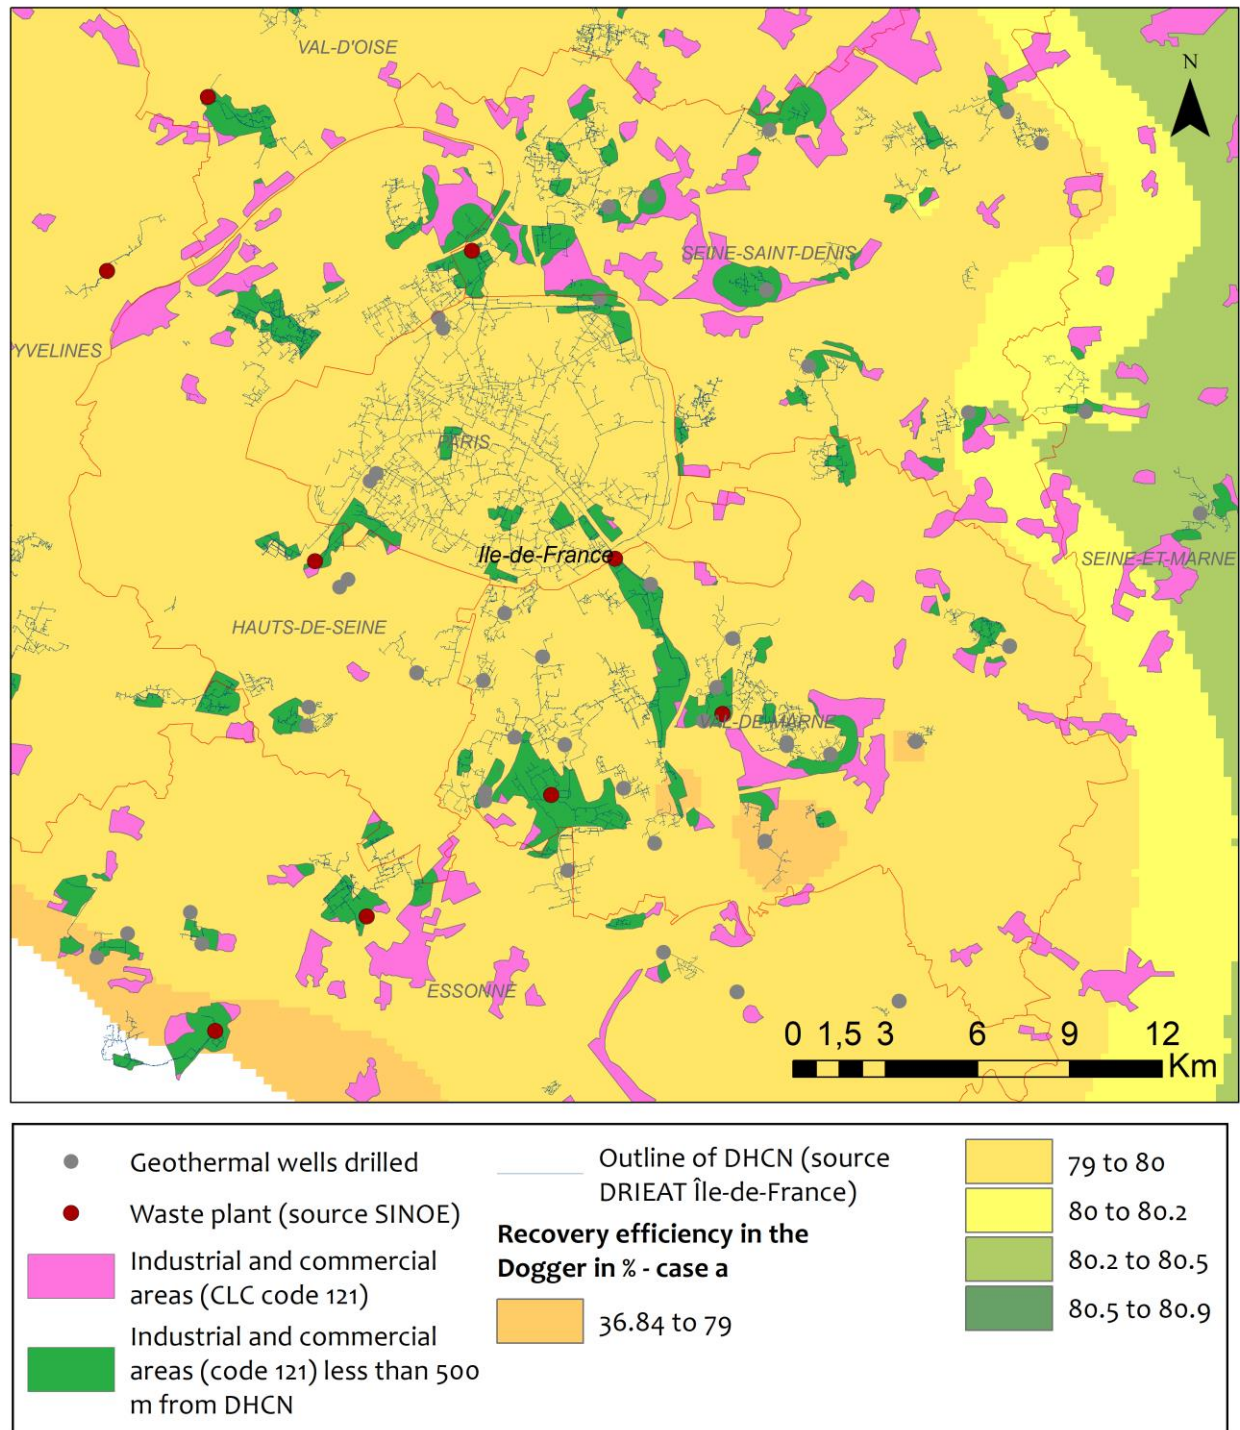 VAL-D'OISE
N
SEINE-SAINT-DENIS
YVELINES
PARIS
Ile-de-France
SEINE-ET-MARNE
HAUTS-DE-SEINE
VAL-DE-MARNE
ESSONNE
0 1,5 3 6 9 12
Km
Geothermal wells drilled
Waste plant (source SINOE)
Industrial and commercial
areas (CLC code 121)
Industrial and commercial
areas (code 121) less than 500
m from DHCN
Outline of DHCN (source
DRIEAT Île-de-France)
Recovery efficiency in the
Dogger in % - case a
36.84 to 79
79 to 80
80 to 80.2
80.2 to 80.5
80.5 to 80.9